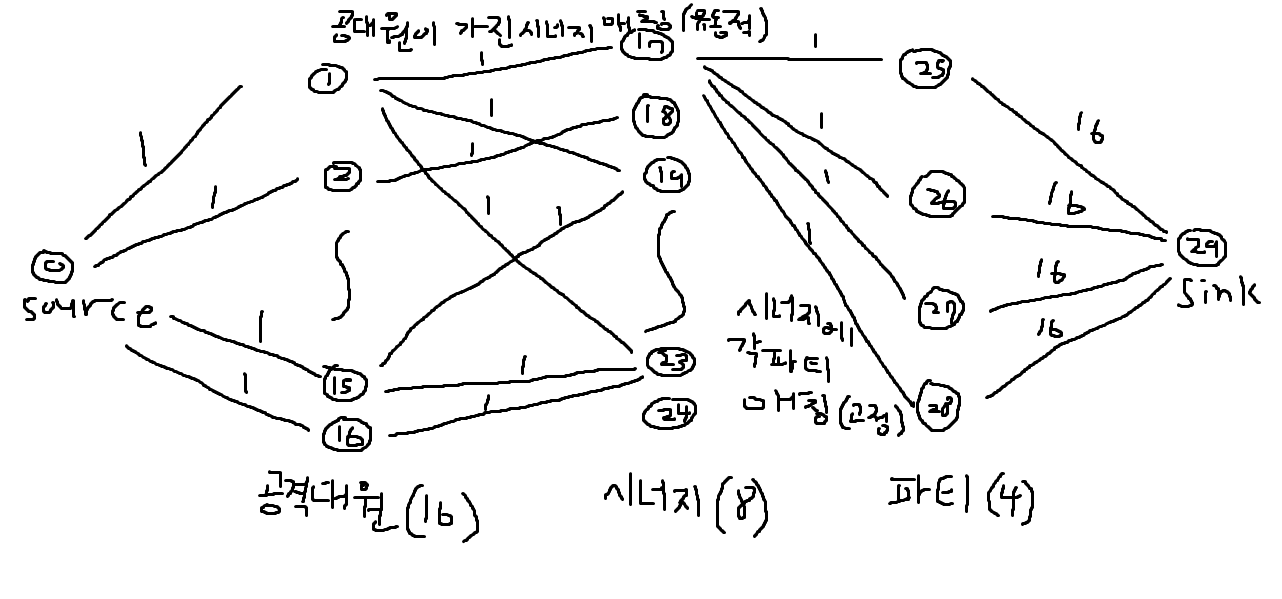 공대원이 가진시너지 매칭(유동적)
1 17 1 25
1 1 18 1 16
1 2 1 19 1 26 16
1 1 1
0 27 16 29
source sink
1 15 1 23 시너지에 16
1 16 1 24 각파티 28
매칭(고정)
공격대원(16) 시너지(8) 파티(4)